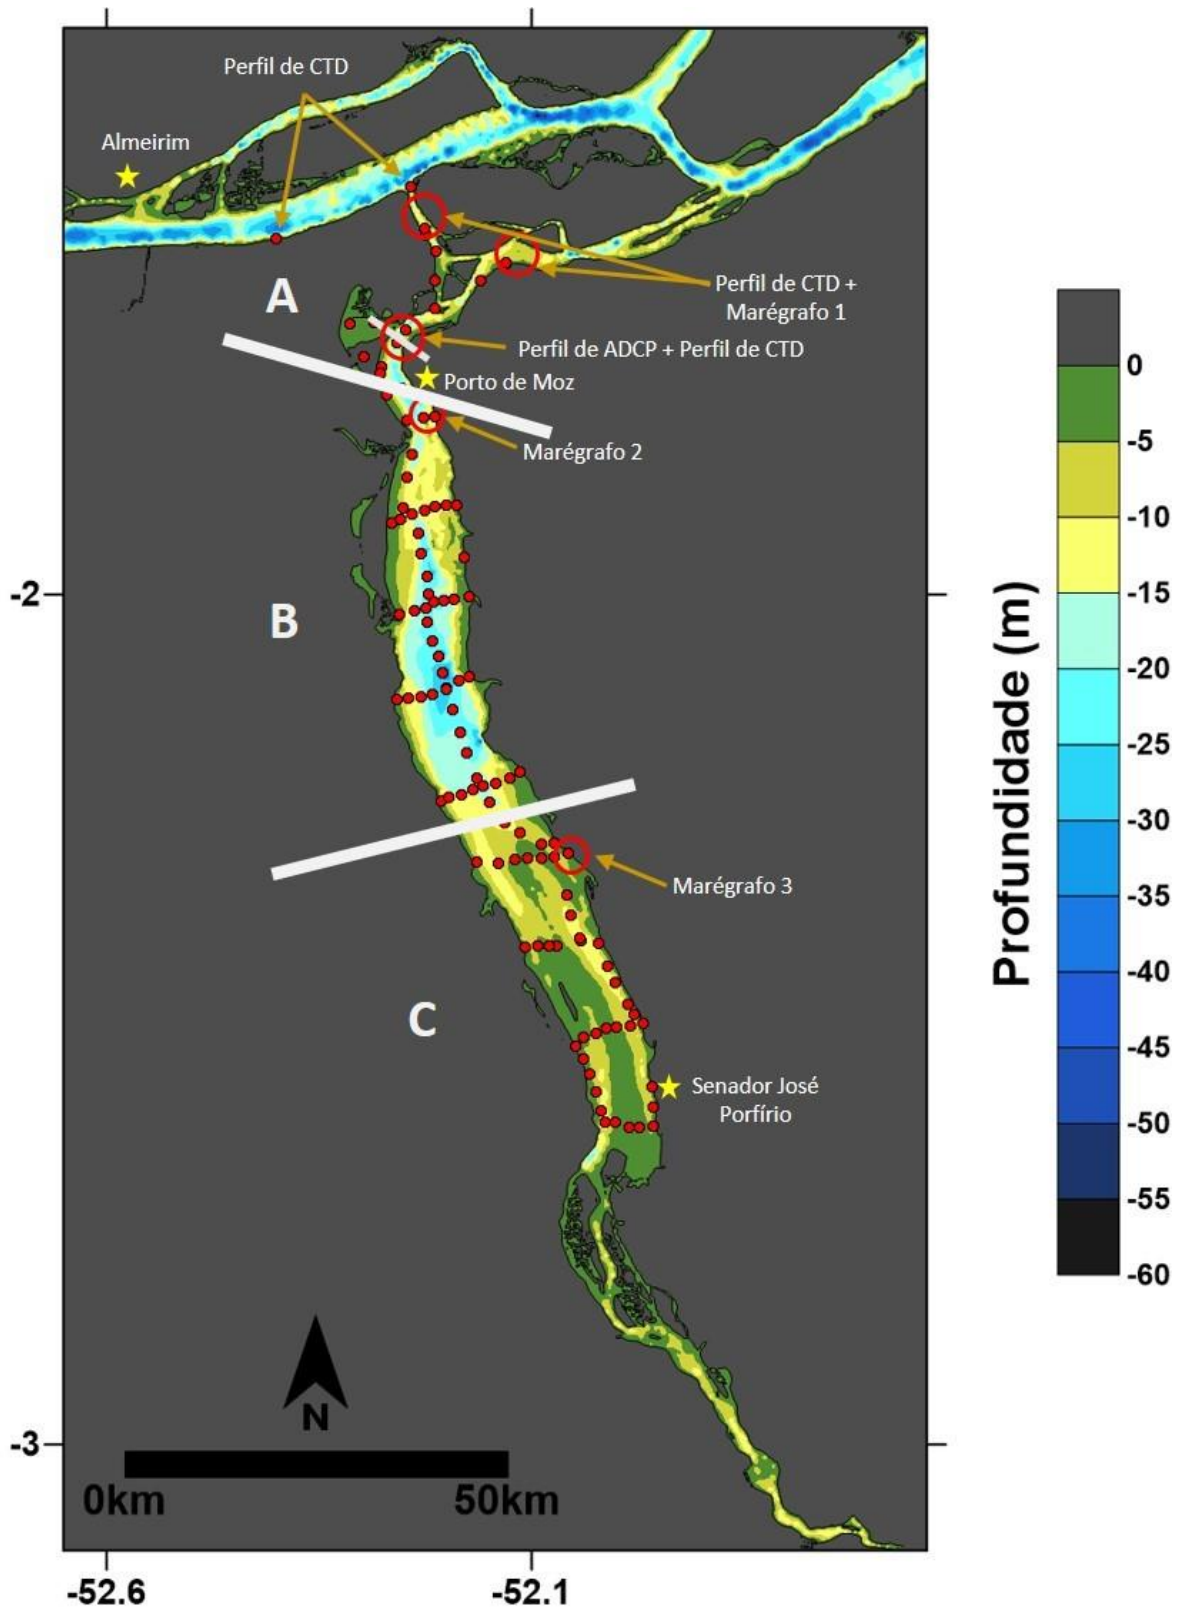 Perfil de CTD
Almeirim
A
Perfil de CTD +
Marégrafo 1
Perfil de ADCP + Perfil de CTD
Porto de Moz
Marégrafo 2
B
Marégrafo 3
C
Senador José
Porfírio
N
0km 50km
-2
-3
-52.6 -52.1
Profundidade (m)
0
-5
-10
-15
-20
-25
-30
-35
-40
-45
-50
-55
-60